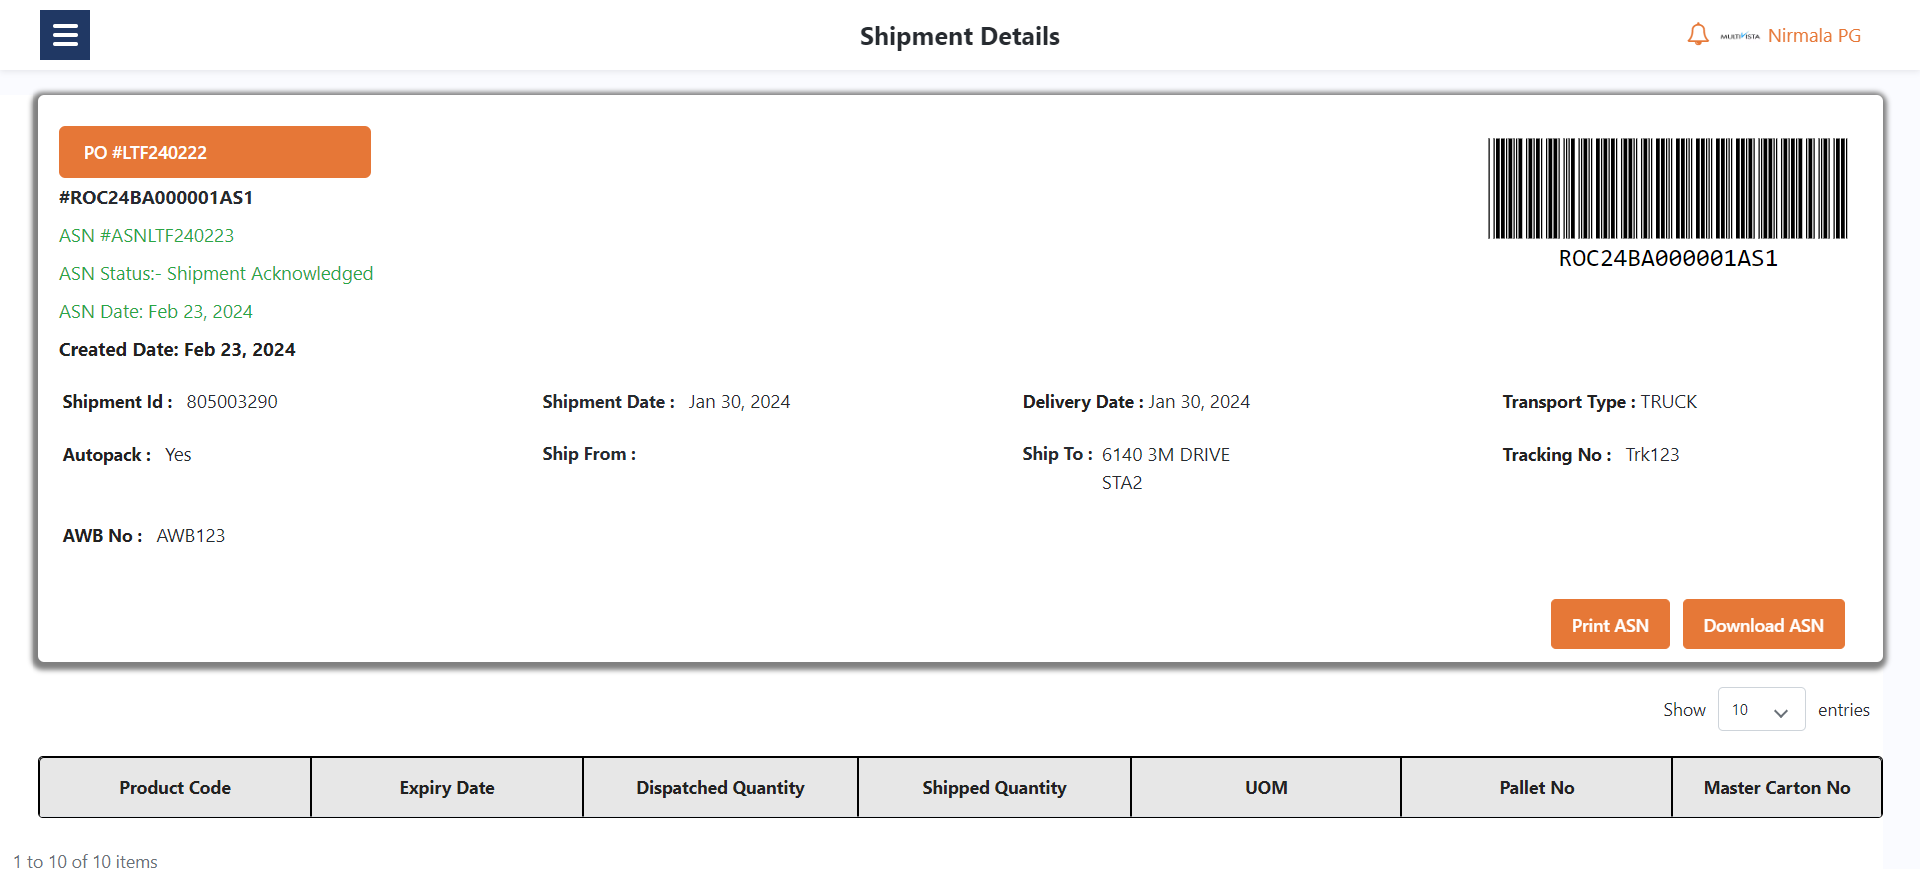 Shipment Details
MULTIVISTA Nirmala PG
PO #LTF240222
#ROC24BA000001AS1
ASN #ASNLTF240223
ASN Status:- Shipment Acknowledged
ASN Date: Feb 23, 2024
Created Date: Feb 23, 2024
ROC24BA000001AS1
Shipment Id : 805003290 Shipment Date : Jan 30, 2024 Delivery Date : Jan 30, 2024 Transport Type : TRUCK
Autopack : Yes Ship From : Ship To : 6140 3M DRIVE Tracking No : Trk123
STA2
AWB No : AWB123
Print ASN Download ASN
Show 10 entries
Product Code Expiry Date Dispatched Quantity Shipped Quantity UOM Pallet No Master Carton No
1 to 10 of 10 items